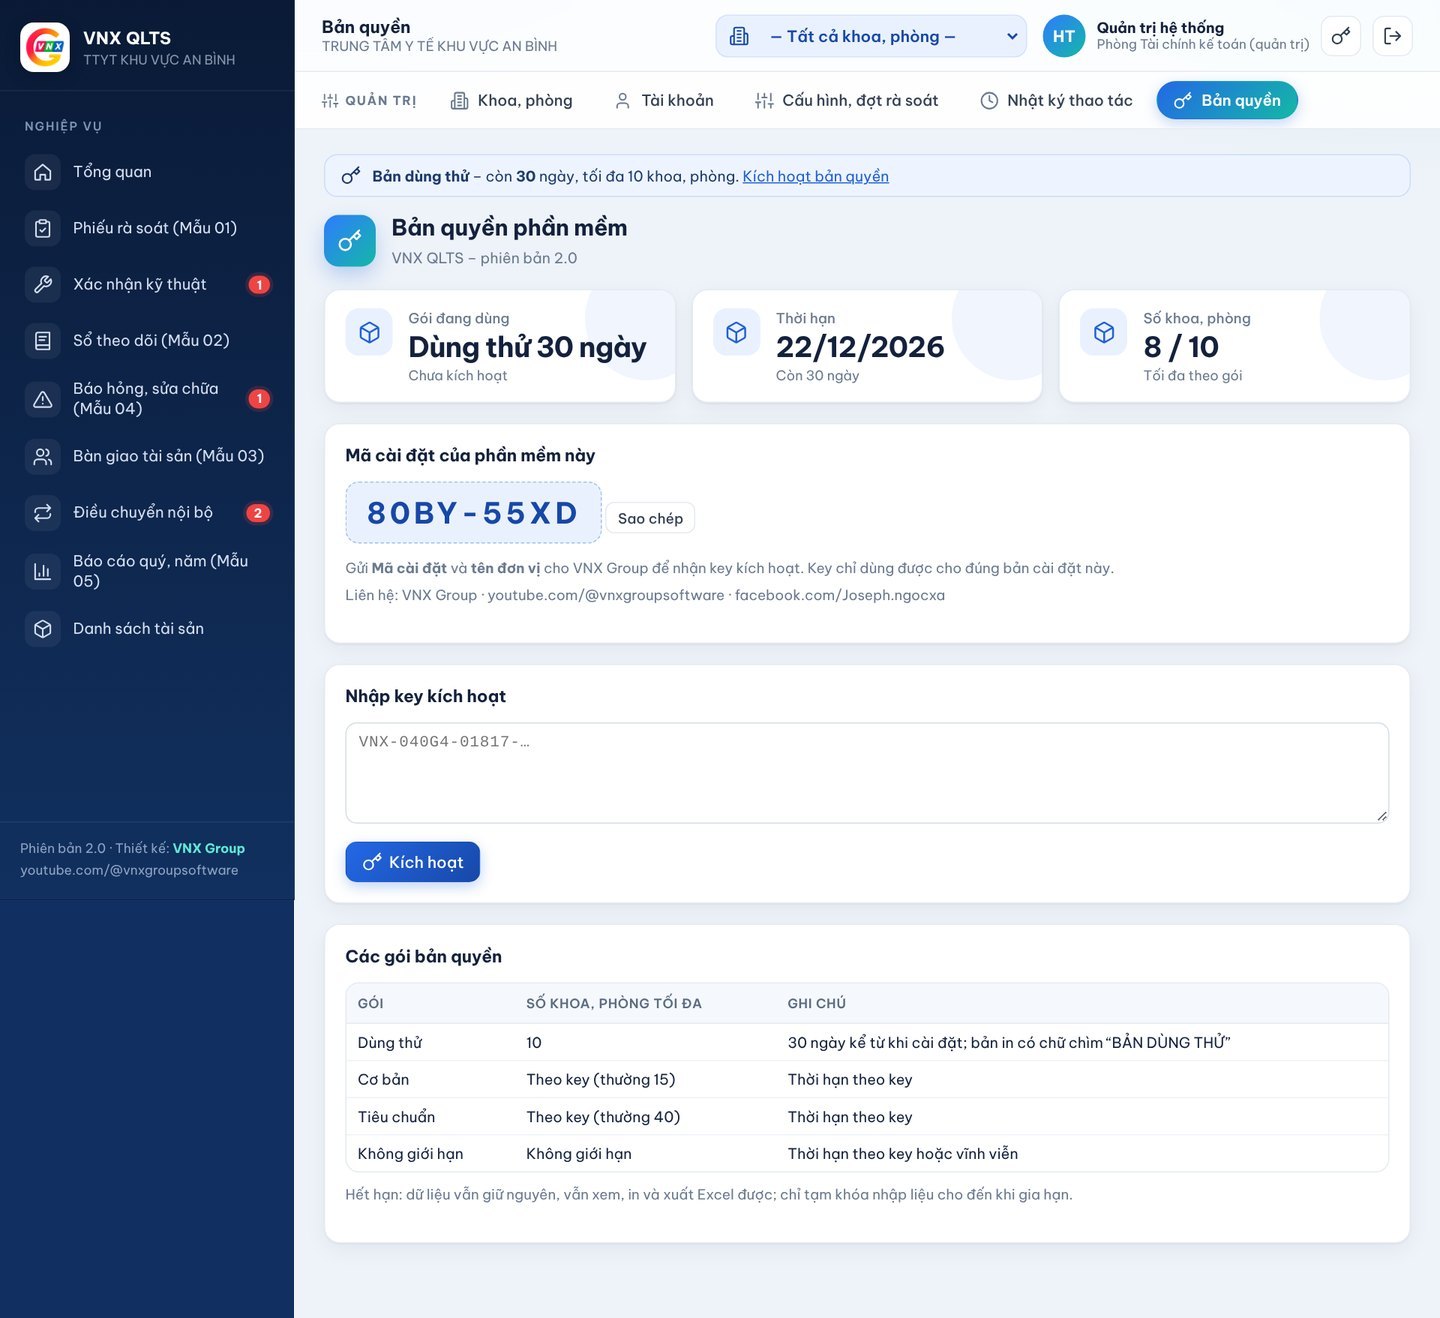 VNX QLTS
TTYT KHU VỰC AN BÌNH
NGHIỆP VỤ
Tổng quan
Phiếu rà soát (Mẫu 01)
Xác nhận kỹ thuật
1
Sổ theo dõi (Mẫu 02)
Báo hỏng, sửa chữa
(Mẫu 04)
1
Bàn giao tài sản (Mẫu 03)
Điều chuyển nội bộ
2
Báo cáo quý, năm (Mẫu
05)
Danh sách tài sản
Phiên bản 2.0 · Thiết kế: VNX Group
youtube.com/@vnxgroupsoftware
Bản quyền
TRUNG TÂM Y TẾ KHU VỰC AN BÌNH
— Tất cả khoa, phòng —
HT
Quản trị hệ thống
Phòng Tài chính kế toán (quản trị)
QUẢN TRỊ
Khoa, phòng
Tài khoản
Cấu hình, đợt rà soát
Nhật ký thao tác
Bản quyền
Bản dùng thử – còn 30 ngày, tối đa 10 khoa, phòng. Kích hoạt bản quyền
Bản quyền phần mềm
VNX QLTS – phiên bản 2.0
Gói đang dùng
Dùng thử 30 ngày
Chưa kích hoạt
Thời hạn
22/12/2026
Còn 30 ngày
Số khoa, phòng
8 / 10
Tối đa theo gói
Mã cài đặt của phần mềm này
80BY-55XD
Sao chép
Gửi Mã cài đặt và tên đơn vị cho VNX Group để nhận key kích hoạt. Key chỉ dùng được cho đúng bản cài đặt này.
Liên hệ: VNX Group · youtube.com/@vnxgroupsoftware · facebook.com/Joseph.ngocxa
Nhập key kích hoạt
VNX-040G4-01817-…
Kích hoạt
Các gói bản quyền
GÓI SỐ KHOA, PHÒNG TỐI ĐA GHI CHÚ
Dùng thử 10 30 ngày kể từ khi cài đặt; bản in có chữ chìm “BẢN DÙNG THỬ”
Cơ bản Theo key (thường 15) Thời hạn theo key
Tiêu chuẩn Theo key (thường 40) Thời hạn theo key
Không giới hạn Không giới hạn Thời hạn theo key hoặc vĩnh viễn
Hết hạn: dữ liệu vẫn giữ nguyên, vẫn xem, in và xuất Excel được; chỉ tạm khóa nhập liệu cho đến khi gia hạn.